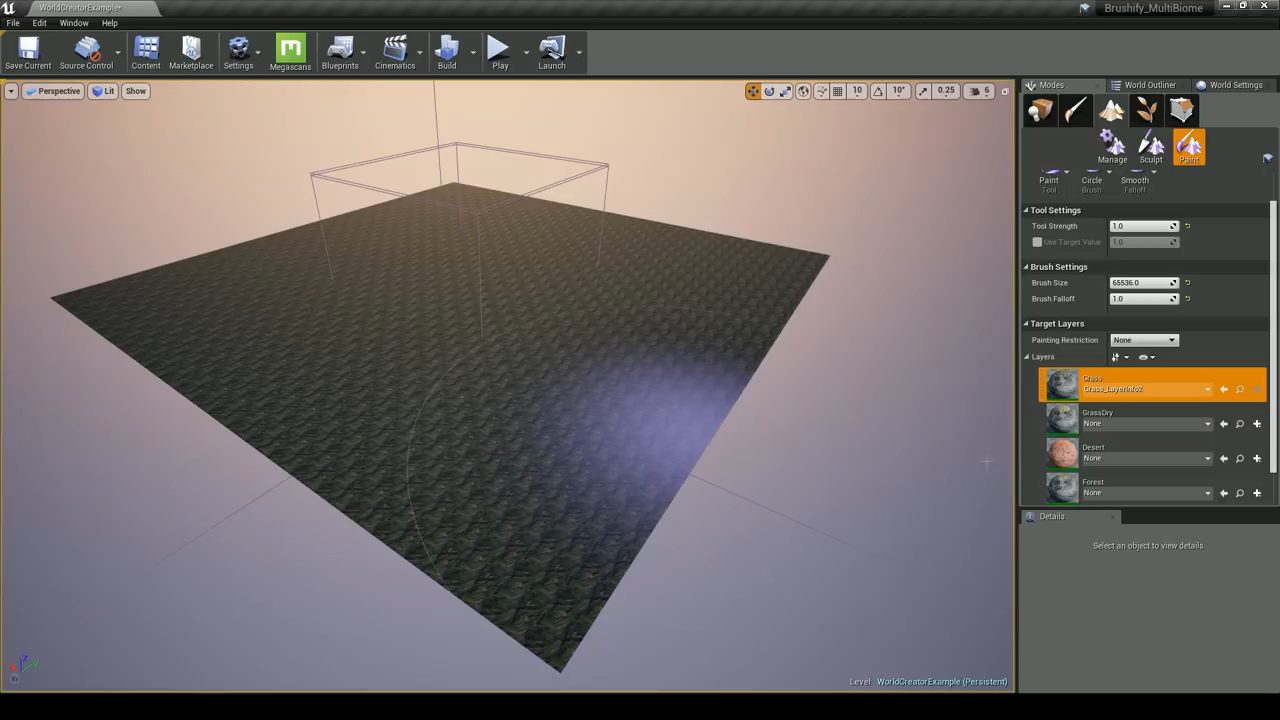 WorldCreatorExample*
Brushify_MultiBiome
File Edit Window Help
Save Current Source Control Content Marketplace Settings Megascans Blueprints Cinematics Build Play Launch
Perspective Lit Show
10 10° 0.25 6
Modes World Outliner World Settings
Manage Sculpt Paint
Paint Circle Smooth
Tool Brush Falloff
Tool Settings
Tool Strength 1.0
Use Target Value 1.0
Brush Settings
Brush Size 65536.0
Brush Falloff 1.0
Target Layers
Painting Restriction None
Layers
Grass
Grass_LayerInfo2
GrassDry
None
Desert
None
Forest
None
Details
Select an object to view details.
Level: WorldCreatorExample (Persistent)